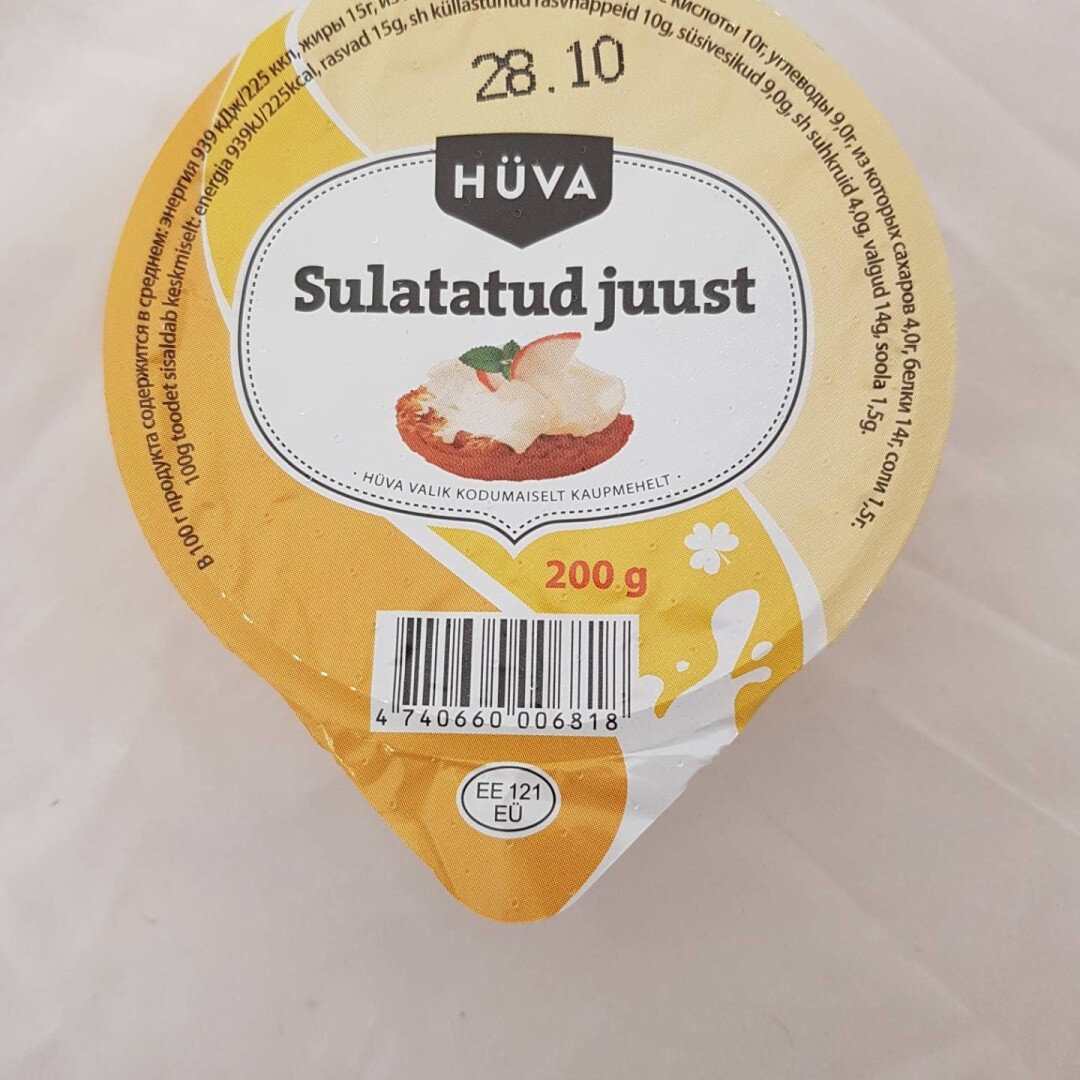 28.10
HÜVA
Sulatatud juust
· HÜVA VALIK KODUMAISELT KAUPMEHELT ·
200 g
4 740660 006818
EE 121
EÜ
В 100 г продукта содержится в среднем: энергия 939 кДж/225 ккл, жиры 15г, из кислоты 10г, углеводы 9,0г, из которых сахаров 4,0г, белки 14г, соли 1.5г.
100g toodet sisaldab keskmiselt: energia 939kJ/225kcal, rasvad 15g, sh küllastunud rasvhappeid 10g, süsivesikud 9,0g, sh suhkruid 4,0g, valgud 14g, soola 1,5g.